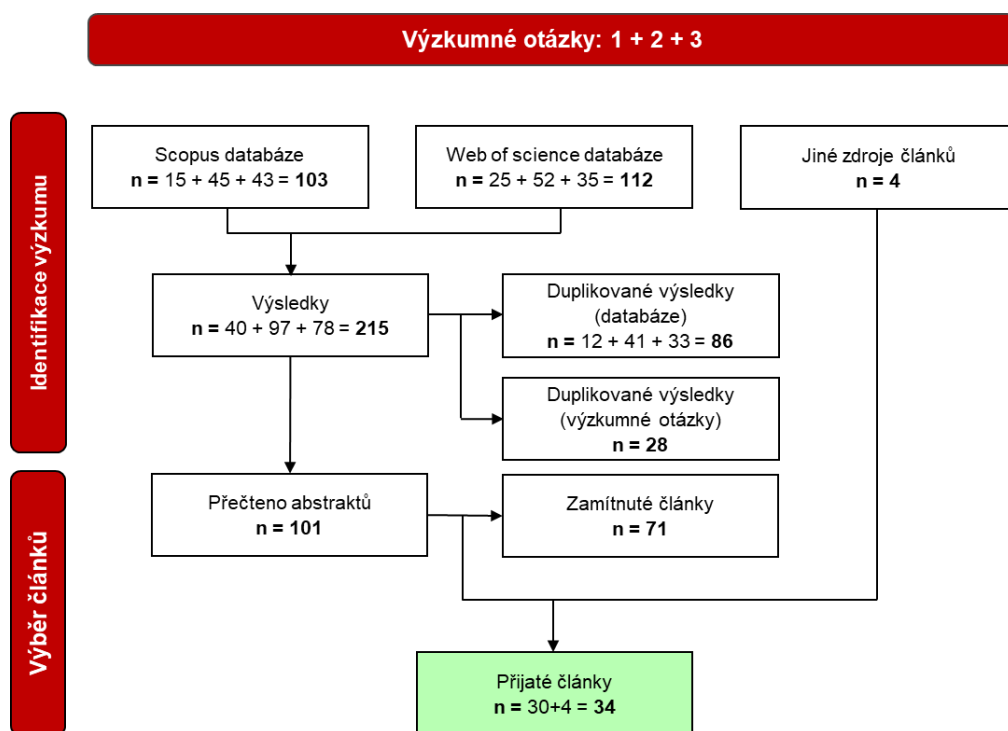 Výzkumné otázky: 1 + 2 + 3
Identifikace výzkumu
Scopus databáze
n = 15 + 45 + 43 = 103
Web of science databáze
n = 25 + 52 + 35 = 112
Jiné zdroje článků
n = 4
Výsledky
n = 40 + 97 + 78 = 215
Duplikované výsledky
(databáze)
n = 12 + 41 + 33 = 86
Duplikované výsledky
(výzkumné otázky)
n = 28
Výběr článků
Přečteno abstraktů
n = 101
Zamítnuté články
n = 71
Přijaté články
n = 30+4 = 34